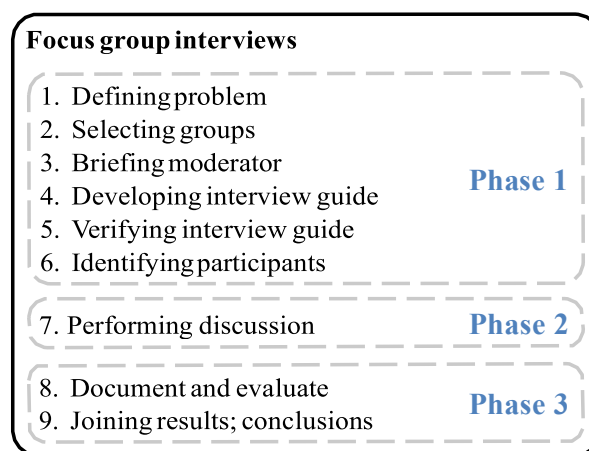 Focus group interviews
1. Defining problem
2. Selecting groups
3. Briefing moderator
Phase 1
4. Developing interview guide
5. Verifying interview guide
6. Identifying participants
7. Performing discussion
Phase 2
8. Document and evaluate
Phase 3
9. Joining results; conclusions